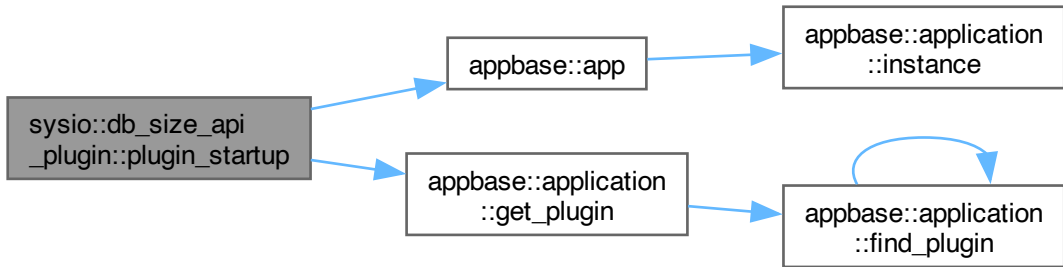 sysio::db_size_api
_plugin::plugin_startup
appbase::app
appbase::application
::instance
appbase::application
::get_plugin
appbase::application
::find_plugin